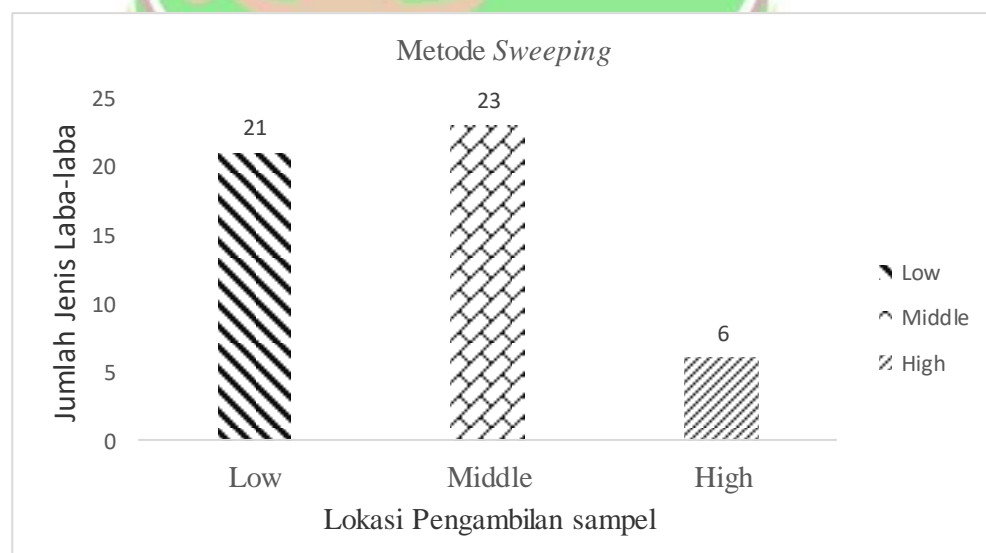 Metode Sweeping
Jumlah Jenis Laba-laba
25
20
15
10
5
0
21
23
6
Low
Middle
High
Lokasi Pengambilan sampel
Low
Middle
High